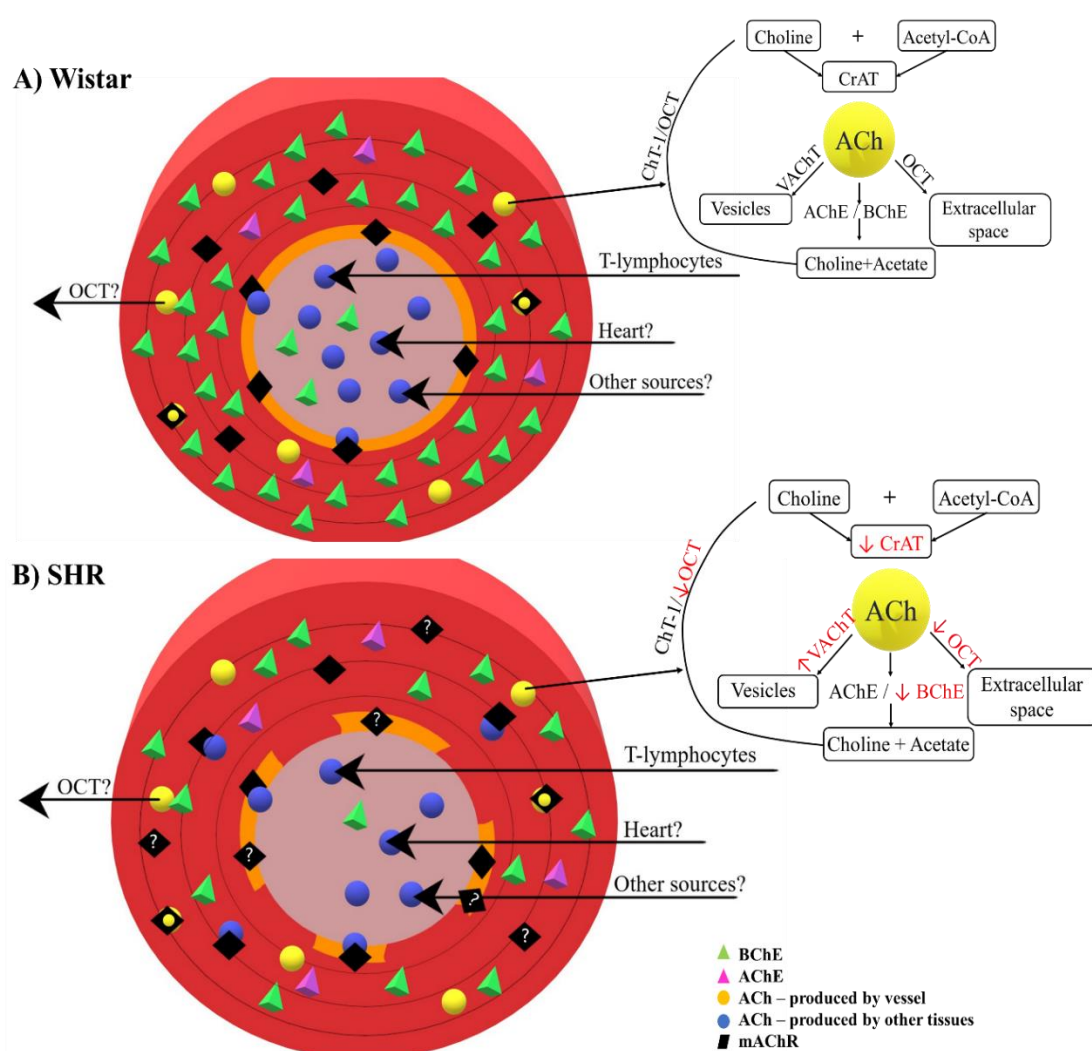 A) Wistar
Choline + Acetyl-CoA
CrAT
ACh
ChT-1/OCT
VAChT
OCT
Vesicles
AChE / BChE
Extracellular
space
Choline+Acetate
T-lymphocytes
OCT?
Heart?
Other sources?
B) SHR
Choline + Acetyl-CoA
↓ CrAT
ACh
ChT-1/↓OCT
↑VAChT
↓ OCT
Vesicles
AChE / ↓ BChE
Extracellular
space
Choline + Acetate
?
?
T-lymphocytes
OCT?
?
?
Heart?
Other sources?
?
?
BChE
AChE
ACh – produced by vessel
ACh – produced by other tissues
mAChR